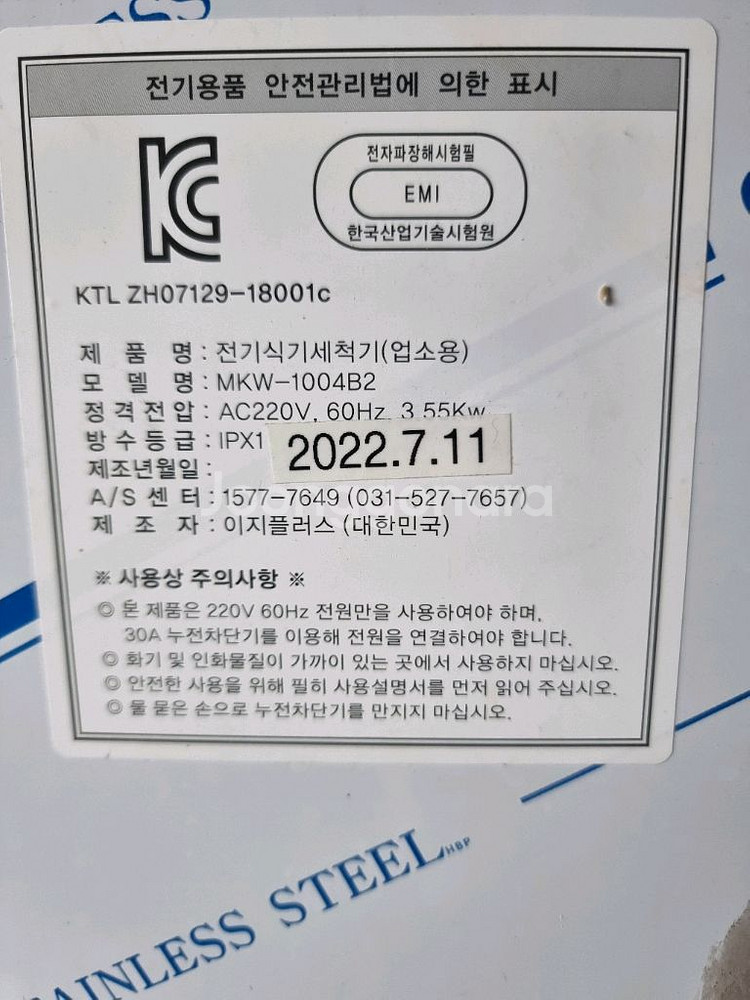 전기용품 안전관리법에 의한 표시
전자파장해시험필
EMI
한국산업기술시험원
KTL ZH07129-18001c
제 품 명 : 전기식기세척기(업소용)
모 델 명 : MKW-1004B2
정격전압 : AC220V, 60Hz, 3.55Kw
방수등급 : IPX1
제조년월일 : 2022.7.11
A/S 센터 : 1577-7649 (031-527-7657)
제 조 자 : 이지플러스 (대한민국)
※ 사용상 주의사항 ※
◎ 본 제품은 220V 60Hz 전원만을 사용하여야 하며,
30A 누전차단기를 이용해 전원을 연결하여야 합니다.
◎ 화기 및 인화물질이 가까이 있는 곳에서 사용하지 마십시오.
◎ 안전한 사용을 위해 필히 사용설명서를 먼저 읽어 주십시오.
◎ 물 묻은 손으로 누전차단기를 만지지 마십시오.
Joonggonara
AINLESS STEEL HBP